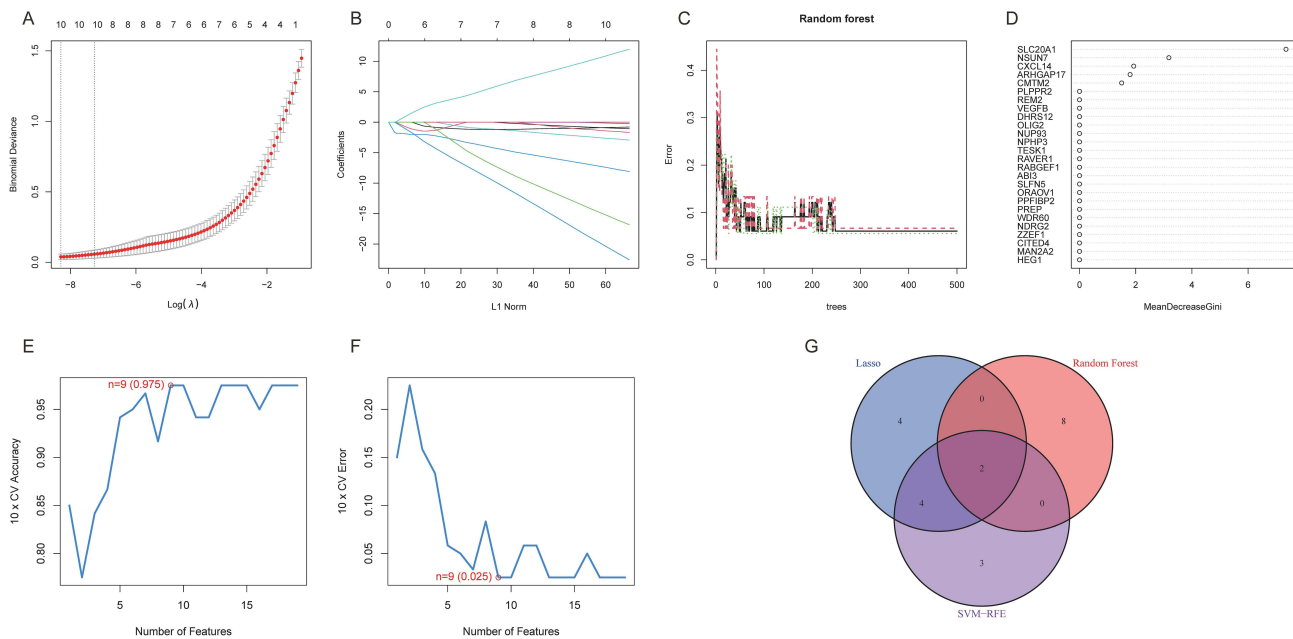 A
10 10 10 8 6 7 7 6 7 6 5 4 4 1
1.5
1.0
0.5
0.0
Binomial Deviance
−8 −6 −4 −2
Log(λ)
B
0 6 7 7 8 10
10
5
0
−5
−10
−15
−20
Coefficients
0 10 20 30 40 50 60
L1 Norm
C
Random forest
0.4
0.3
0.2
0.1
0.0
Error
0 100 200 300 400 500
trees
D
SLC20A1
NSUN7
CXCL14
ARHGAP17
CMTM2
PLPPR2
REM2
VEGFB
DHRS12
OLIG2
NUP93
NPHP3
TESK1
RAVER1
RABGEF1
ABI3
SLFN5
ORAOV1
PPFIBP2
PREP
WDR60
NDRG2
ZZEF1
CITED4
MAN2A2
HEG1
0 2 4 6
MeanDecreaseGini
E
n=9 (0.975)
0.95
0.90
0.85
0.80
10 x CV Accuracy
5 10 15
Number of Features
F
0.20
0.15
0.10
0.05
n=9 (0.025)
10 x CV Error
5 10 15
Number of Features
G
Lasso
Random Forest
0
4
8
2
4
0
3
SVM−RFE